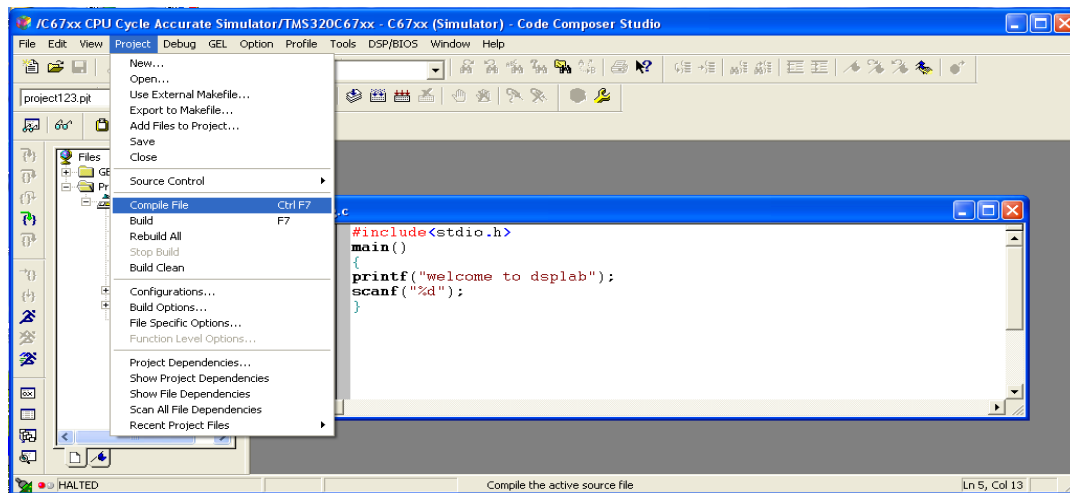 /C67xx CPU Cycle Accurate Simulator/TMS320C67xx - C67xx (Simulator) - Code Composer Studio
File Edit View Project Debug GEL Option Profile Tools DSP/BIOS Window Help
New...
Open...
project123.pjt
Use External Makefile...
Export to Makefile...
Add Files to Project...
Save
Files
Close
GE
Source Control
Pr
Compile File Ctrl F7
.c
Build F7
Rebuild All
Stop Build
Build Clean
Configurations...
Build Options...
File Specific Options...
Function Level Options...
Project Dependencies...
Show Project Dependencies
Show File Dependencies
Scan All File Dependencies
Recent Project Files
#include<stdio.h>
main()
{
printf("welcome to dsplab");
scanf("%d");
}
HALTED
Compile the active source file
Ln 5, Col 13